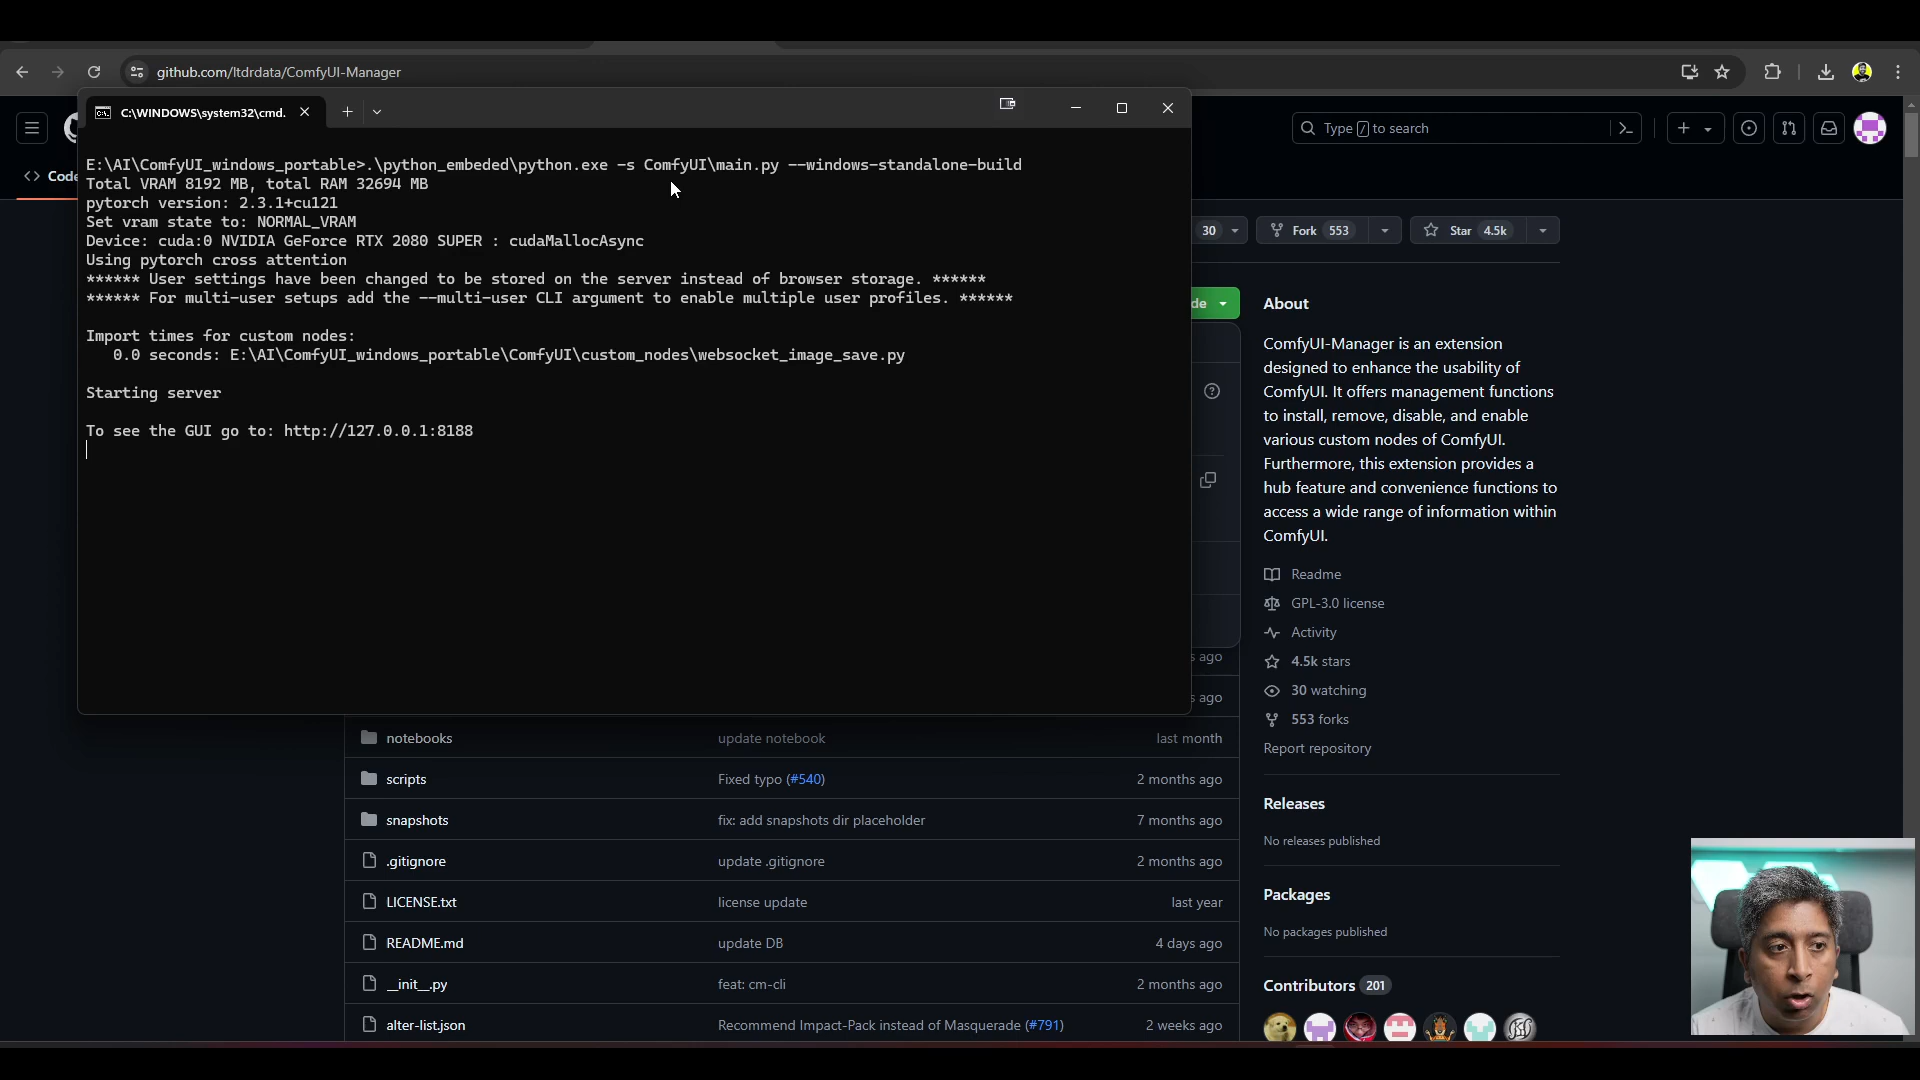 github.com/ltdrdata/ComfyUI-Manager
C:\WINDOWS\system32\cmd.
Type / to search
Code
E:\AI\ComfyUI_windows_portable>.\python_embeded\python.exe -s ComfyUI\main.py --windows-standalone-build
Total VRAM 8192 MB, total RAM 32694 MB
pytorch version: 2.3.1+cu121
Set vram state to: NORMAL_VRAM
Device: cuda:0 NVIDIA GeForce RTX 2080 SUPER : cudaMallocAsync
Using pytorch cross attention
****** User settings have been changed to be stored on the server instead of browser storage. ******
****** For multi-user setups add the --multi-user CLI argument to enable multiple user profiles. ******
Import times for custom nodes:
0.0 seconds: E:\AI\ComfyUI_windows_portable\ComfyUI\custom_nodes\websocket_image_save.py
Starting server
To see the GUI go to: http://127.0.0.1:8188
30
Fork 553
Star 4.5k
de
About
ComfyUI-Manager is an extension
designed to enhance the usability of
ComfyUI. It offers management functions
to install, remove, disable, and enable
various custom nodes of ComfyUI.
Furthermore, this extension provides a
hub feature and convenience functions to
access a wide range of information within
ComfyUI.
Readme
GPL-3.0 license
Activity
4.5k stars
30 watching
553 forks
Report repository
Releases
No releases published
Packages
No packages published
Contributors 201
s ago
s ago
notebooks update notebook last month
scripts Fixed typo (#540) 2 months ago
snapshots fix: add snapshots dir placeholder 7 months ago
.gitignore update .gitignore 2 months ago
LICENSE.txt license update last year
README.md update DB 4 days ago
__init__.py feat: cm-cli 2 months ago
alter-list.json Recommend Impact-Pack instead of Masquerade (#791) 2 weeks ago